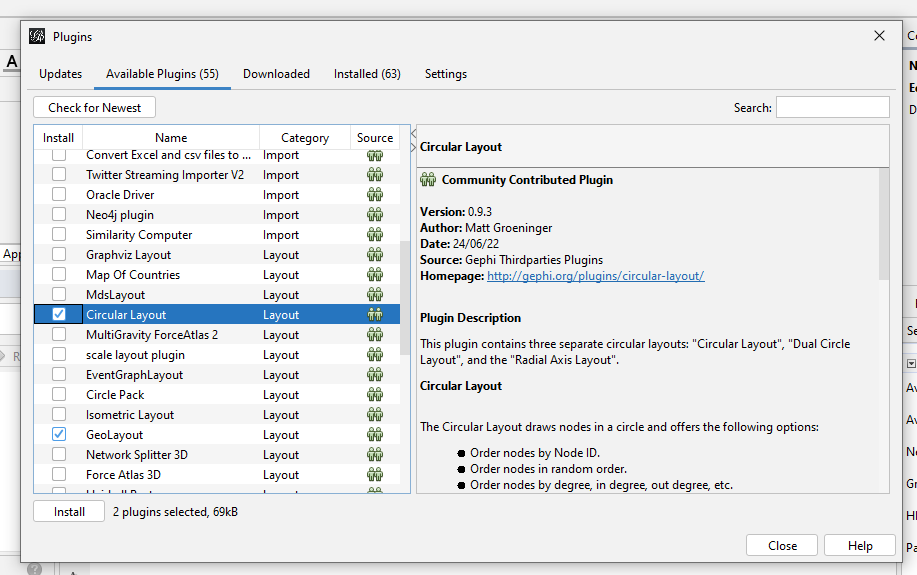 Plugins
Updates
Available Plugins (55)
Downloaded
Installed (63)
Settings
Check for Newest
Search:
Install Name Category Source
Convert Excel and csv files to ... Import
Twitter Streaming Importer V2 Import
Oracle Driver Import
Neo4j plugin Import
Similarity Computer Import
Graphviz Layout Layout
Map Of Countries Layout
MdsLayout Layout
Circular Layout Layout
MultiGravity ForceAtlas 2 Layout
scale layout plugin Layout
EventGraphLayout Layout
Circle Pack Layout
Isometric Layout Layout
GeoLayout Layout
Network Splitter 3D Layout
Force Atlas 3D Layout
Circular Layout
Community Contributed Plugin
Version: 0.9.3
Author: Matt Groeninger
Date: 24/06/22
Source: Gephi Thirdparties Plugins
Homepage: http://gephi.org/plugins/circular-layout/
Plugin Description
This plugin contains three separate circular layouts: "Circular Layout", "Dual Circle
Layout", and the "Radial Axis Layout".
Circular Layout
The Circular Layout draws nodes in a circle and offers the following options:
Order nodes by Node ID.
Order nodes in random order.
Order nodes by degree, in degree, out degree, etc.
Install
2 plugins selected, 69kB
Close
Help
A
App
R